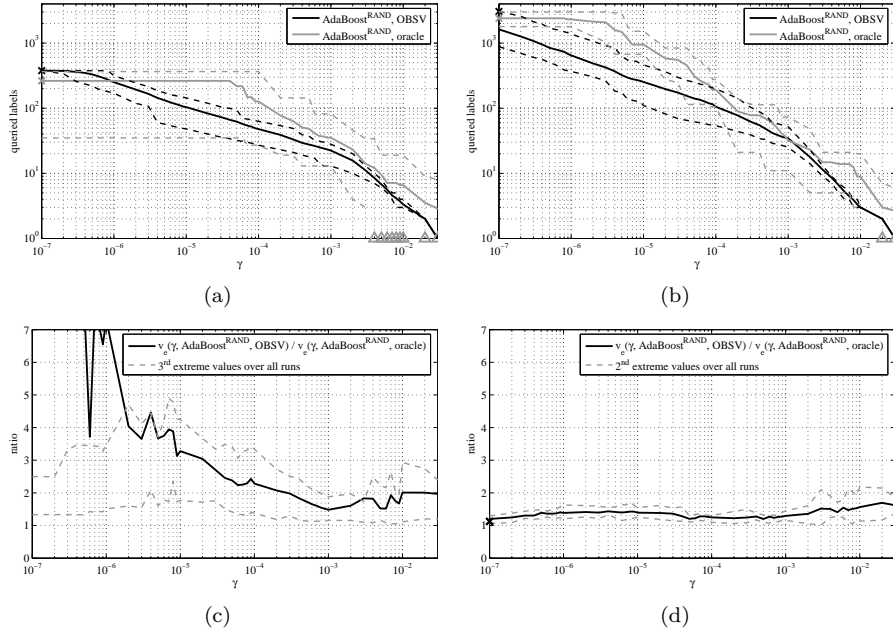 AdaBoost^RAND, OBSV
AdaBoost^RAND, oracle
queried labels
10^3
10^2
10^1
10^0
10^−7
10^−6
10^−5
10^−4
10^−3
10^−2
γ
(a)
AdaBoost^RAND, OBSV
AdaBoost^RAND, oracle
queried labels
10^3
10^2
10^1
10^0
10^−7
10^−6
10^−5
10^−4
10^−3
10^−2
γ
(b)
v_e(γ, AdaBoost^RAND, OBSV) / v_e(γ, AdaBoost^RAND, oracle)
3^rd extreme values over all runs
ratio
7
6
5
4
3
2
1
0
10^−7
10^−6
10^−5
10^−4
10^−3
10^−2
γ
(c)
v_e(γ, AdaBoost^RAND, OBSV) / v_e(γ, AdaBoost^RAND, oracle)
2^nd extreme values over all runs
ratio
7
6
5
4
3
2
1
0
10^−7
10^−6
10^−5
10^−4
10^−3
10^−2
γ
(d)